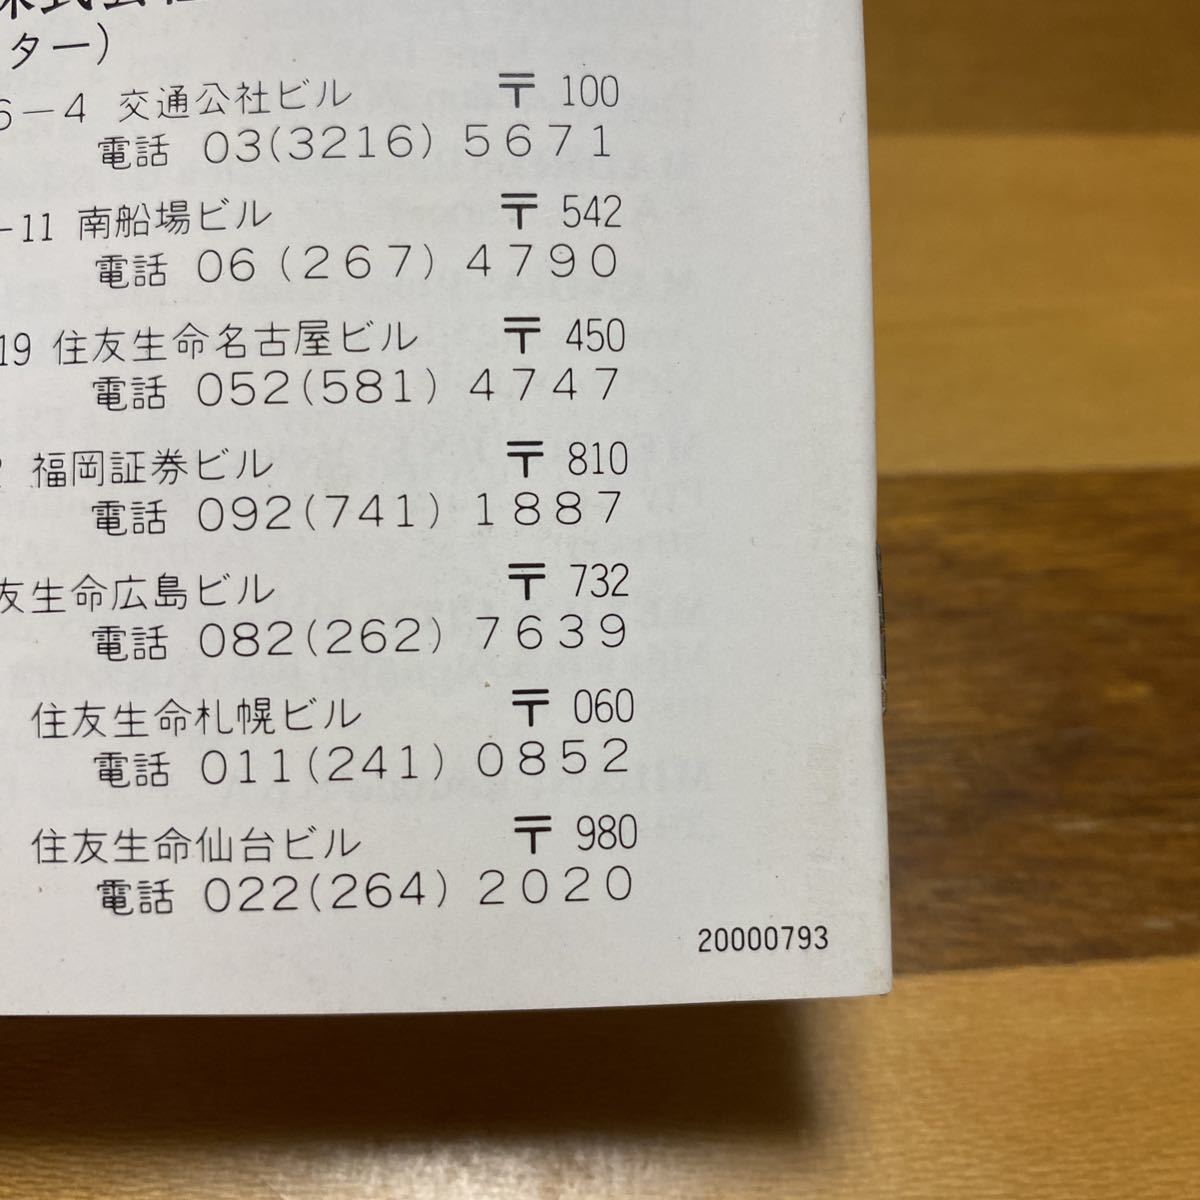 株式会社
ター)
6-4 交通公社ビル 〒 100
電話 03(3216) 5671
-11 南船場ビル 〒 542
電話 06 (267) 4790
19 住友生命名古屋ビル 〒 450
電話 052(581) 4747
福岡証券ビル 〒 810
電話 092(741) 1887
友生命広島ビル 〒 732
電話 082(262) 7639
住友生命札幌ビル 〒 060
電話 011(241) 0852
住友生命仙台ビル 〒 980
電話 022(264) 2020
20000793